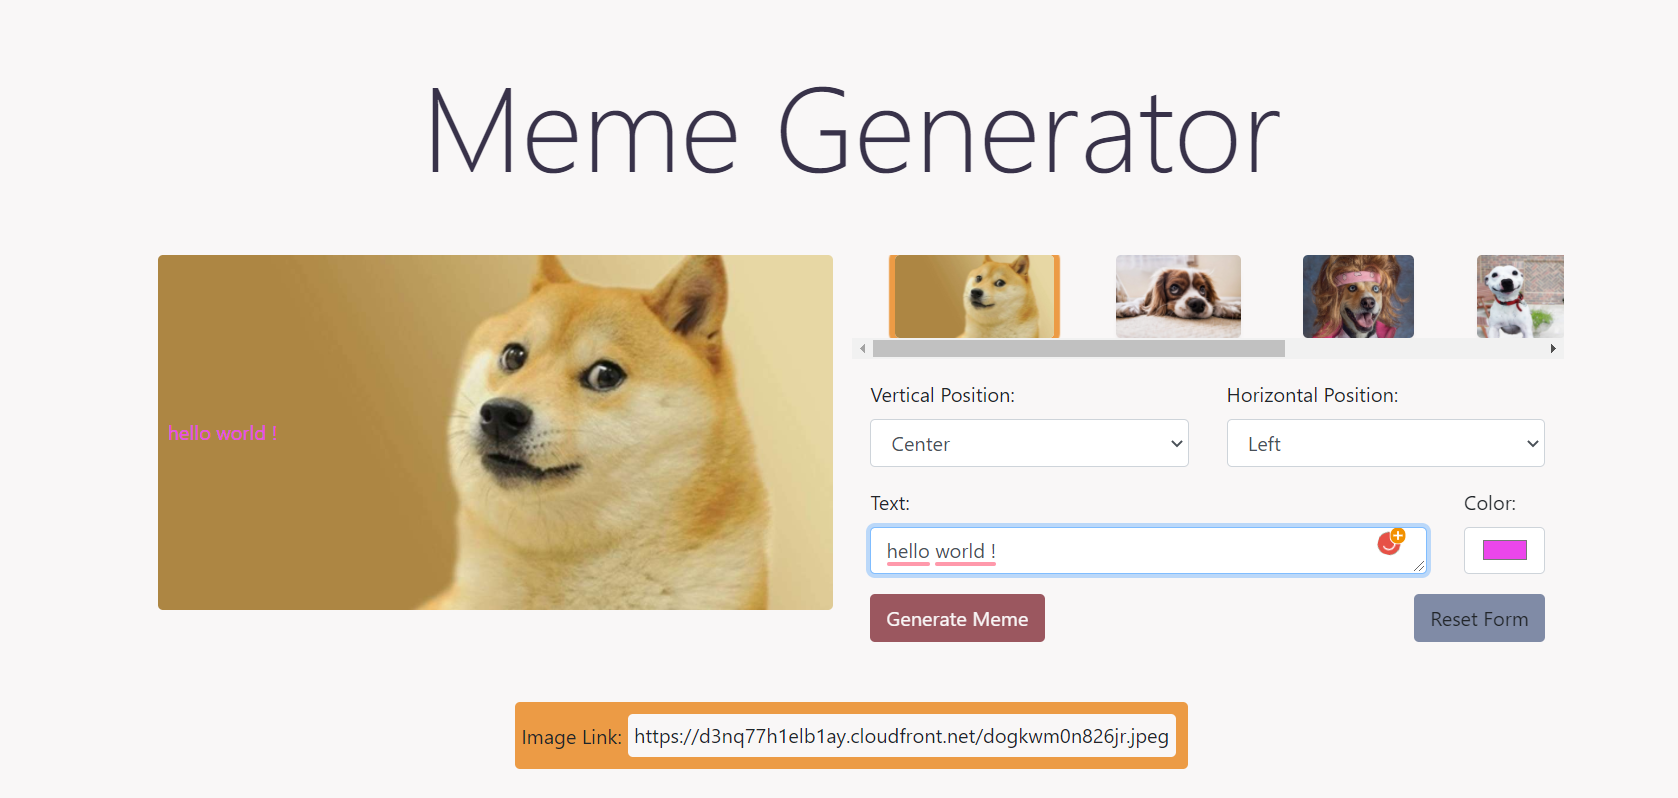 Meme Generator
hello world !
Vertical Position:
Horizontal Position:
Center
Left
Text:
Color:
hello world !
Generate Meme
Reset Form
Image Link: https://d3nq77h1elb1ay.cloudfront.net/dogkwm0n826jr.jpeg